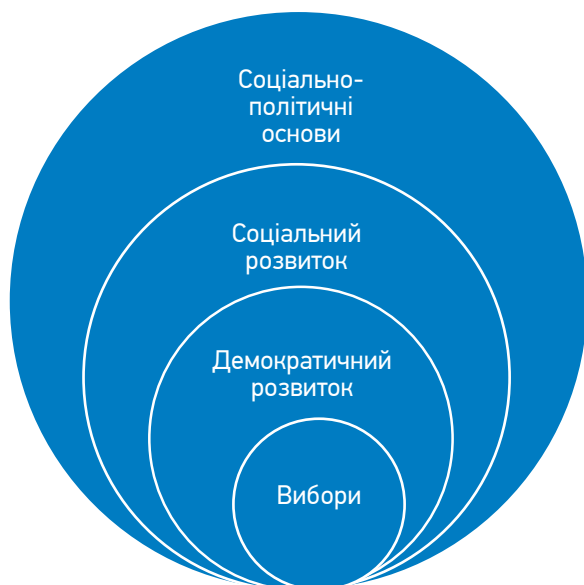 Соціально-
політичні
основи
Соціальний
розвиток
Демократичний
розвиток
Вибори